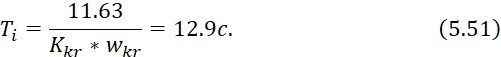 T_i = 11.63 / (K_kr * w_kr) = 12.9c. (5.51)